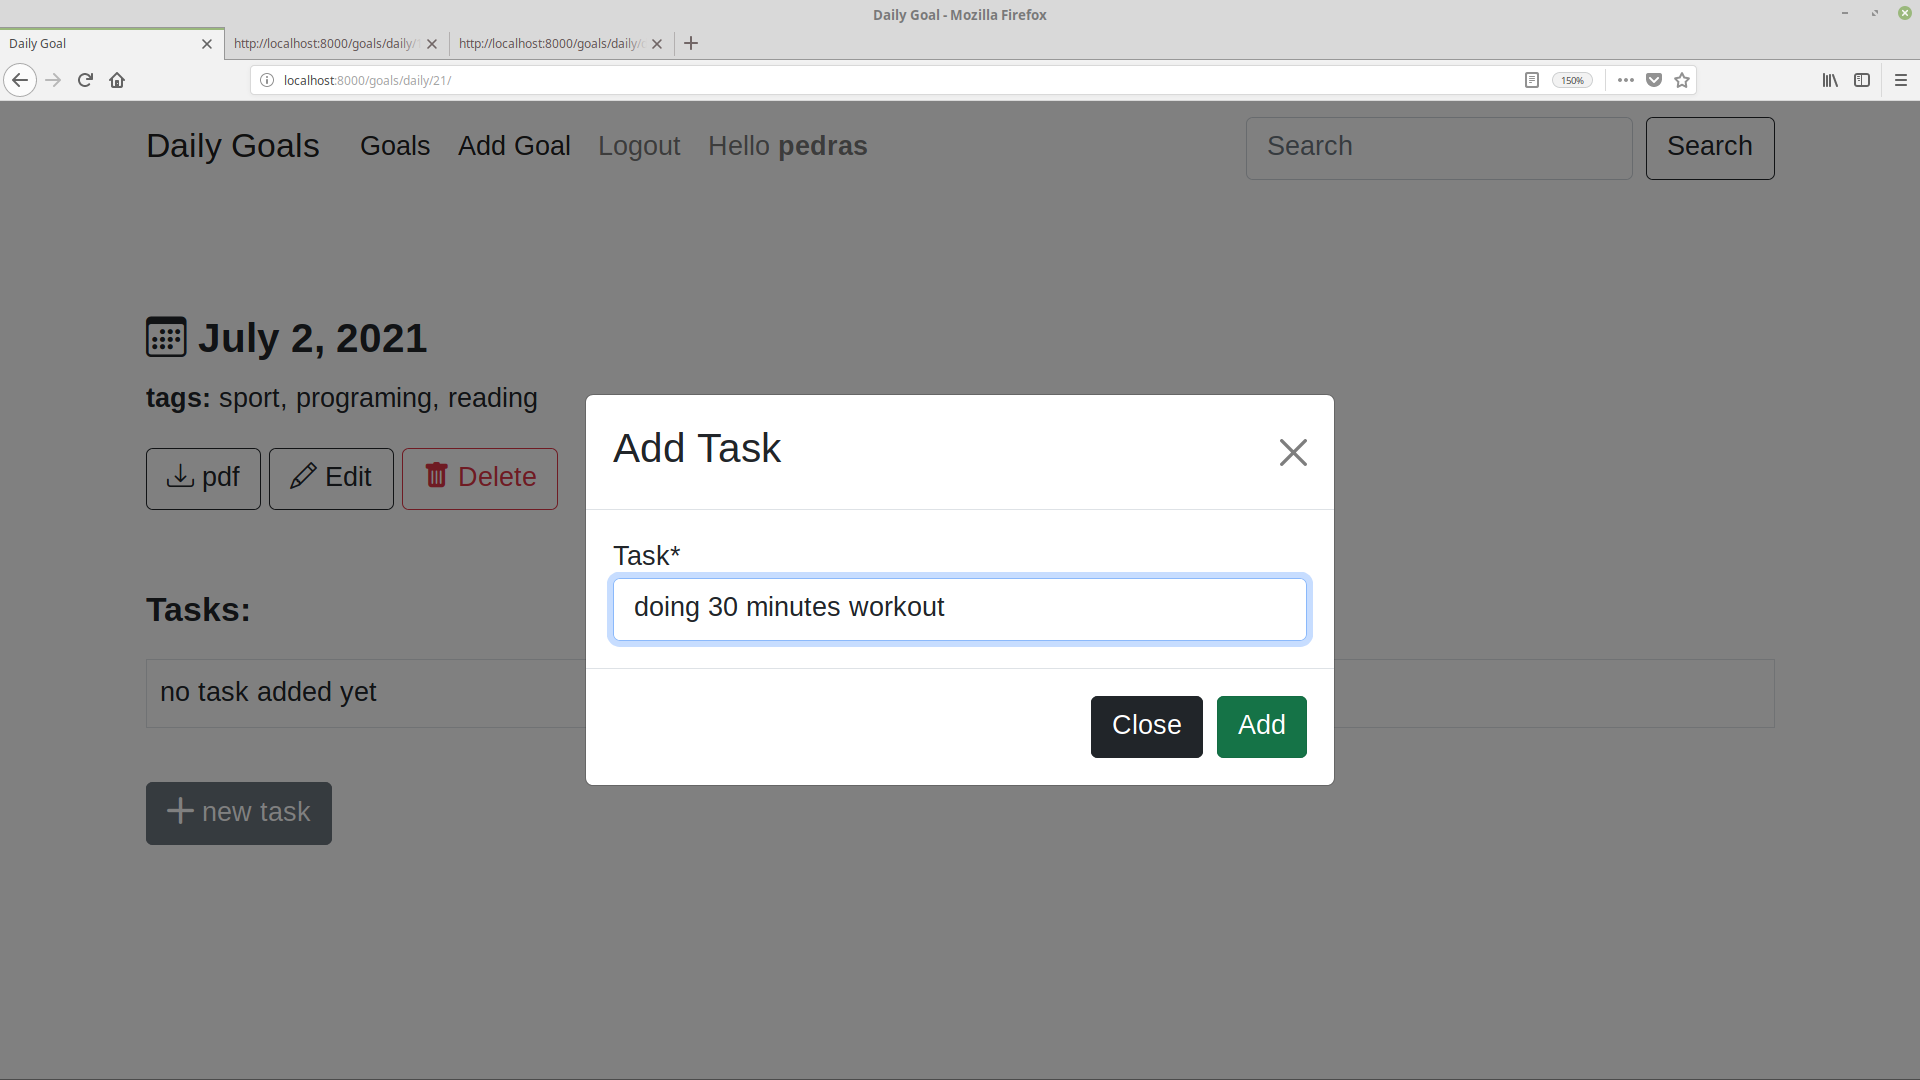 Daily Goal - Mozilla Firefox
Daily Goal
http://localhost:8000/goals/daily/
http://localhost:8000/goals/daily/
localhost:8000/goals/daily/21/
150%
Daily Goals Goals Add Goal Logout Hello pedras Search Search
July 2, 2021
tags: sport, programing, reading
pdf Edit Delete
Tasks:
no task added yet
new task
Add Task
Task*
doing 30 minutes workout
Close Add